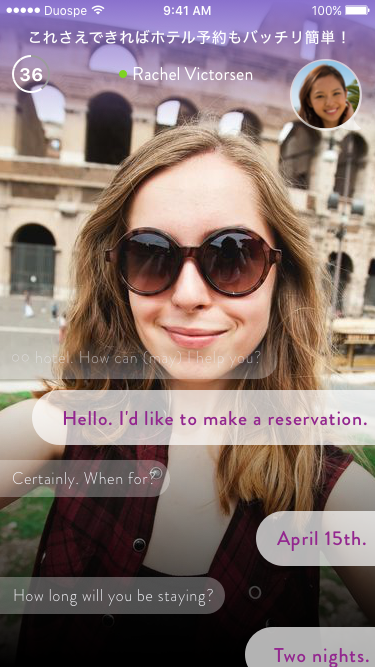 Duospe 9:41 AM 100%
これさえできればホテル予約もバッチリ簡単！
36
Rachel Victorsen
○○ hotel. How can (may) I help you?
Hello. I'd like to make a reservation.
Certainly. When for?
April 15th.
How long will you be staying?
Two nights.